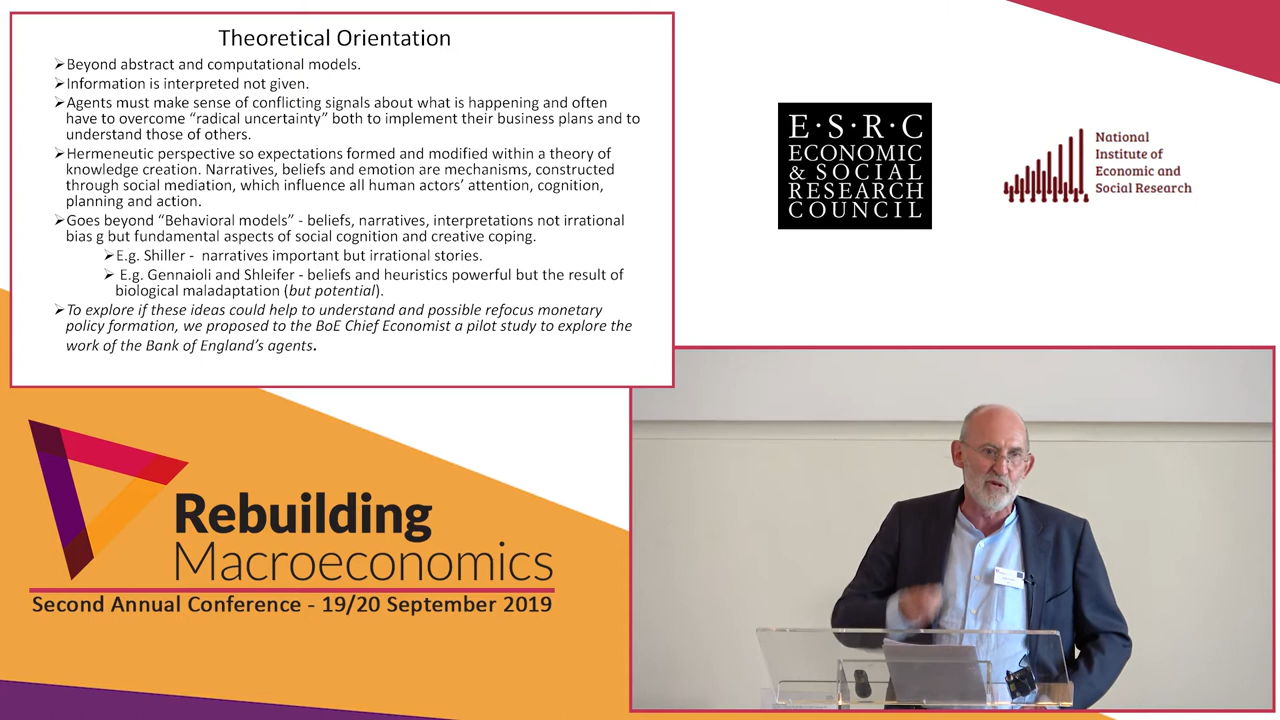 Theoretical Orientation
➢Beyond abstract and computational models.
➢Information is interpreted not given.
➢Agents must make sense of conflicting signals about what is happening and often
have to overcome “radical uncertainty” both to implement their business plans and to
understand those of others.
➢Hermeneutic perspective so expectations formed and modified within a theory of
knowledge creation. Narratives, beliefs and emotion are mechanisms, constructed
through social mediation, which influence all human actors’ attention, cognition,
planning and action.
➢Goes beyond “Behavioral models” - beliefs, narratives, interpretations not irrational
bias g but fundamental aspects of social cognition and creative coping.
➢E.g. Shiller - narratives important but irrational stories.
➢ E.g. Gennaioli and Shleifer - beliefs and heuristics powerful but the result of
biological maladaptation (but potential).
➢To explore if these ideas could help to understand and possible refocus monetary
policy formation, we proposed to the BoE Chief Economist a pilot study to explore the
work of the Bank of England’s agents.
E·S·R·C
ECONOMIC
& SOCIAL
RESEARCH
COUNCIL
National
Institute of
Economic and
Social Research
Rebuilding
Macroeconomics
Second Annual Conference - 19/20 September 2019